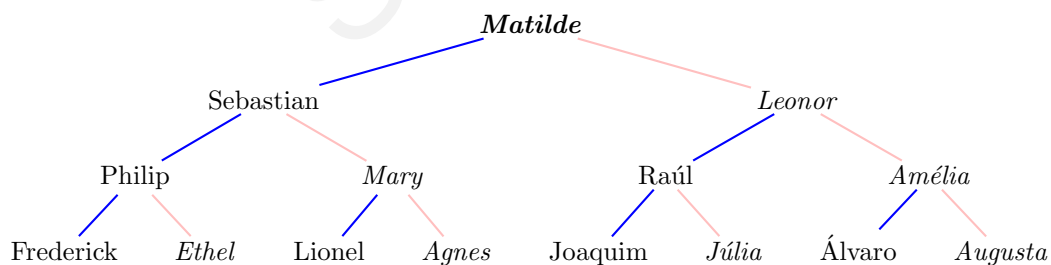 Matilde
Sebastian Leonor
Philip Mary Raúl Amélia
Frederick Ethel Lionel Agnes Joaquim Júlia Álvaro Augusta